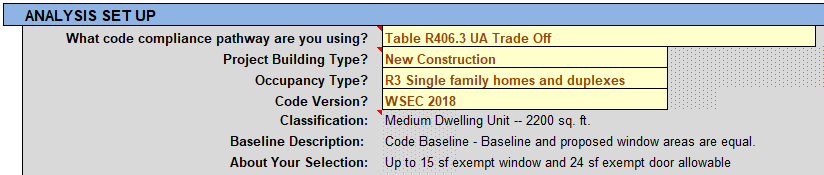 ANALYSIS SET UP
What code compliance pathway are you using? Table R406.3 UA Trade Off
Project Building Type? New Construction
Occupancy Type? R3 Single family homes and duplexes
Code Version? WSEC 2018
Classification: Medium Dwelling Unit -- 2200 sq. ft.
Baseline Description: Code Baseline - Baseline and proposed window areas are equal.
About Your Selection: Up to 15 sf exempt window and 24 sf exempt door allowable